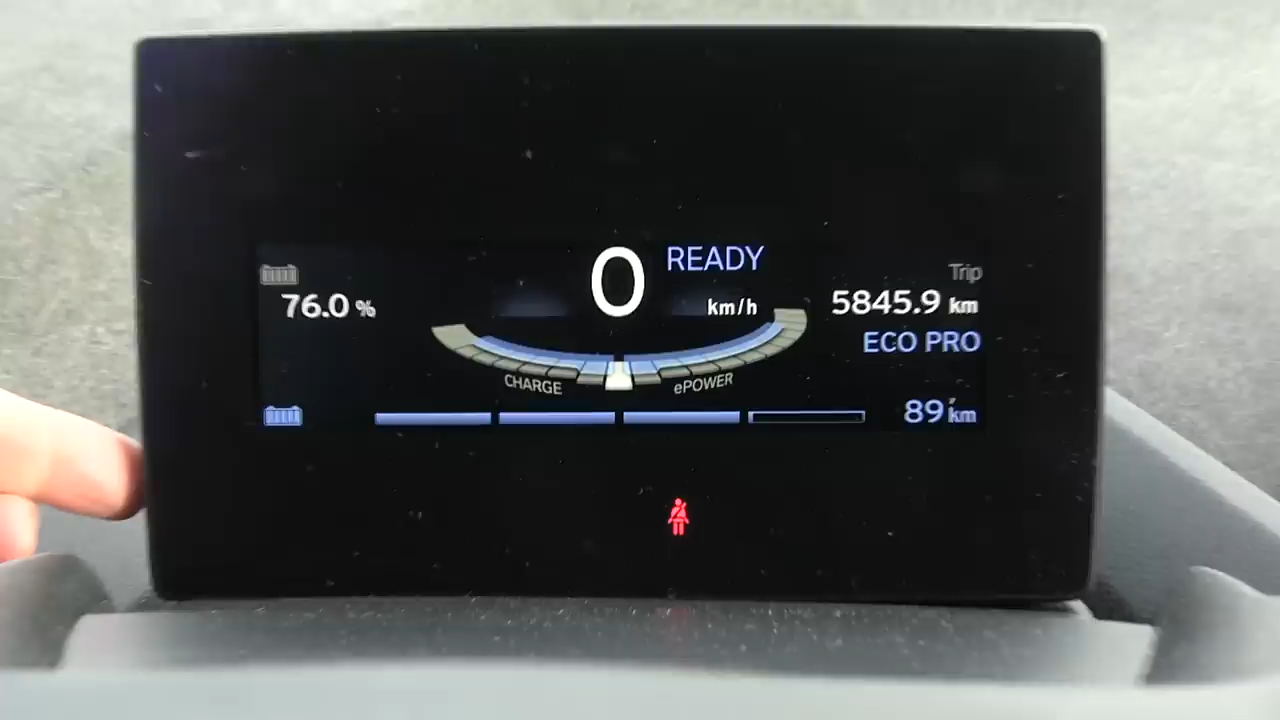 0 READY
km/h
76.0 %
Trip
5845.9 km
ECO PRO
CHARGE
ePOWER
89 km